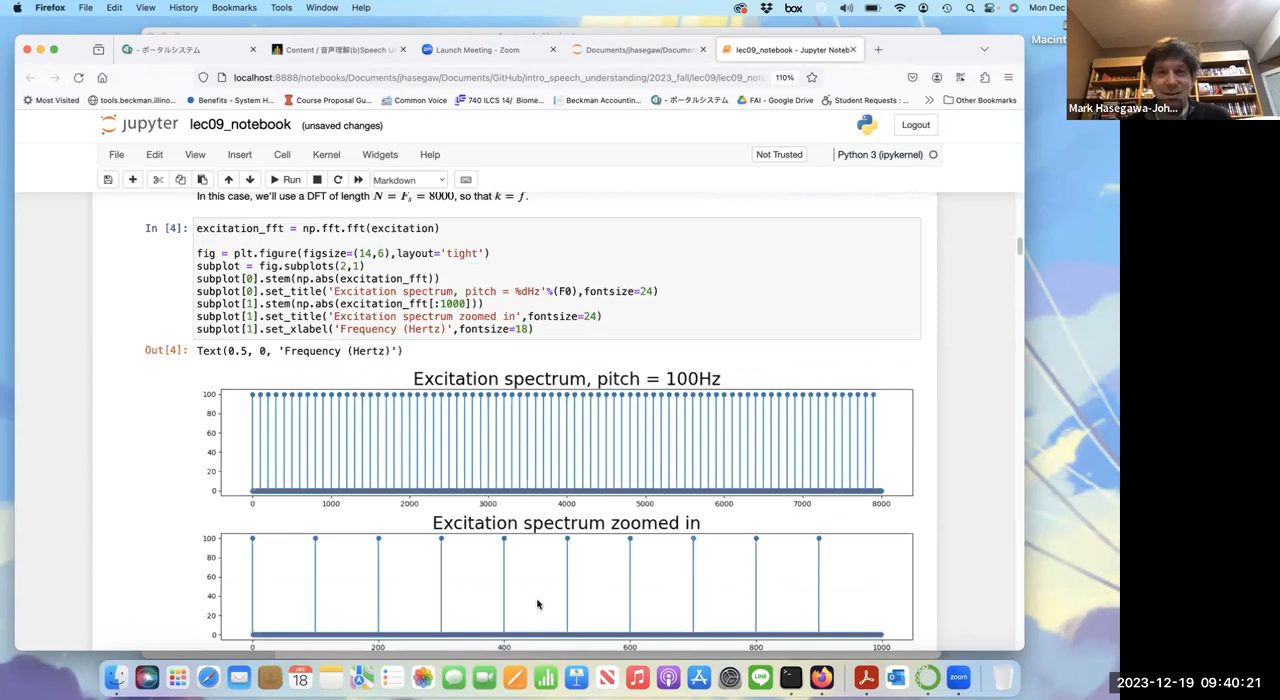 Firefox File Edit View History Bookmarks Tools Window Help
box
Mon Dec
Macint
- ポータルシステム
Content / 音声理解(U)Speech U
Launch Meeting - Zoom
Documents/jhasegaw/Documen
lec09_notebook - Jupyter Noteb
localhost:8888/notebooks/Documents/jhasegaw/Documents/GitHub/intro_speech_understanding/2023_fall/lec09/lec09_not
110%
Most Visited
tools.beckman.illino...
Benefits - System H...
Course Proposal Gu...
Common Voice
740 ILCS 14/ Biome...
Beckman Accountin...
- ポータルシステム
FAI - Google Drive
Student Requests : ...
Other Bookmarks
jupyter lec09_notebook (unsaved changes)
Logout
File Edit View Insert Cell Kernel Widgets Help
Not Trusted
Python 3 (ipykernel)
Run
Markdown
In this case, we'll use a DFT of length N = Fs = 8000, so that k = f.
In [4]: excitation_fft = np.fft.fft(excitation)
fig = plt.figure(figsize=(14,6),layout='tight')
subplot = fig.subplots(2,1)
subplot[0].stem(np.abs(excitation_fft))
subplot[0].set_title('Excitation spectrum, pitch = %dHz'%(F0),fontsize=24)
subplot[1].stem(np.abs(excitation_fft[:1000]))
subplot[1].set_title('Excitation spectrum zoomed in',fontsize=24)
subplot[1].set_xlabel('Frequency (Hertz)',fontsize=18)
Out[4]: Text(0.5, 0, 'Frequency (Hertz)')
Excitation spectrum, pitch = 100Hz
100
80
60
40
20
0
0 1000 2000 3000 4000 5000 6000 7000 8000
Excitation spectrum zoomed in
100
80
60
40
20
0
0 200 400 600 800 1000
Mark Hasegawa-Joh...
DEC
18
LINE
zoom
2023-12-19 09:40:21